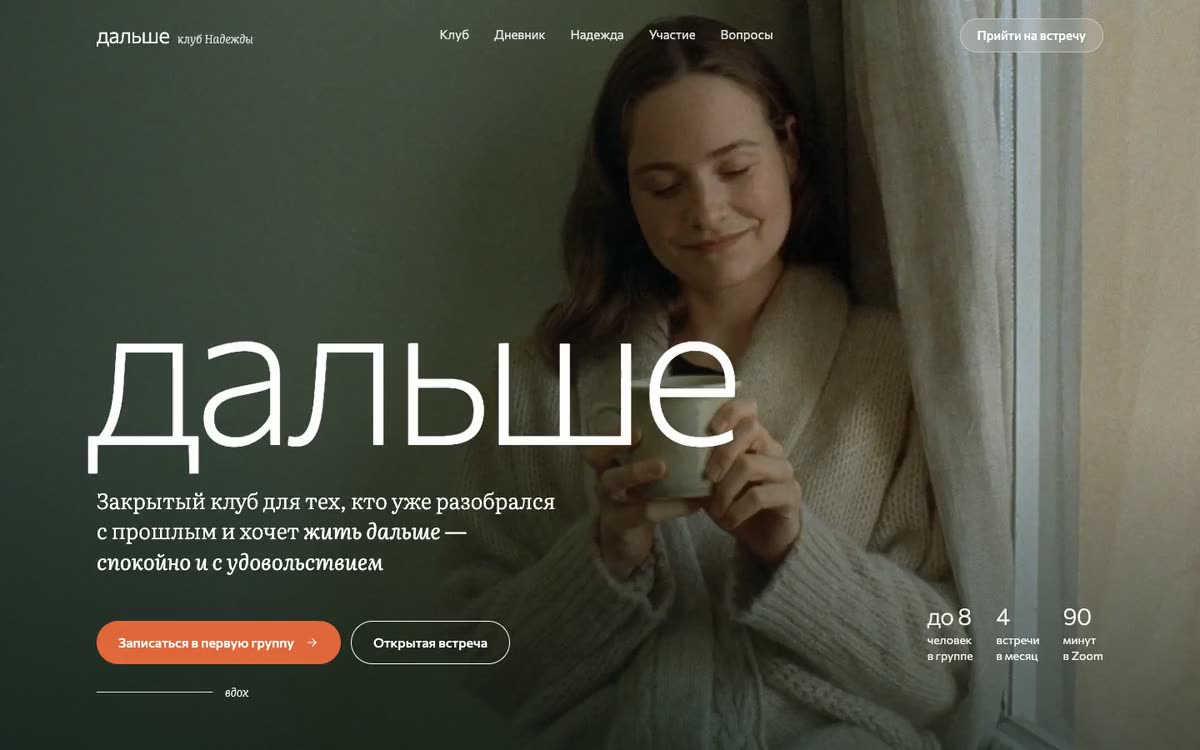 дальше клуб Надежды
Клуб Дневник Надежда Участие Вопросы
Прийти на встречу
дальше
Закрытый клуб для тех, кто уже разобрался
с прошлым и хочет жить дальше —
спокойно и с удовольствием
Записаться в первую группу →
Открытая встреча
вдох
до 8
человек
в группе
4
встречи
в месяц
90
минут
в Zoom